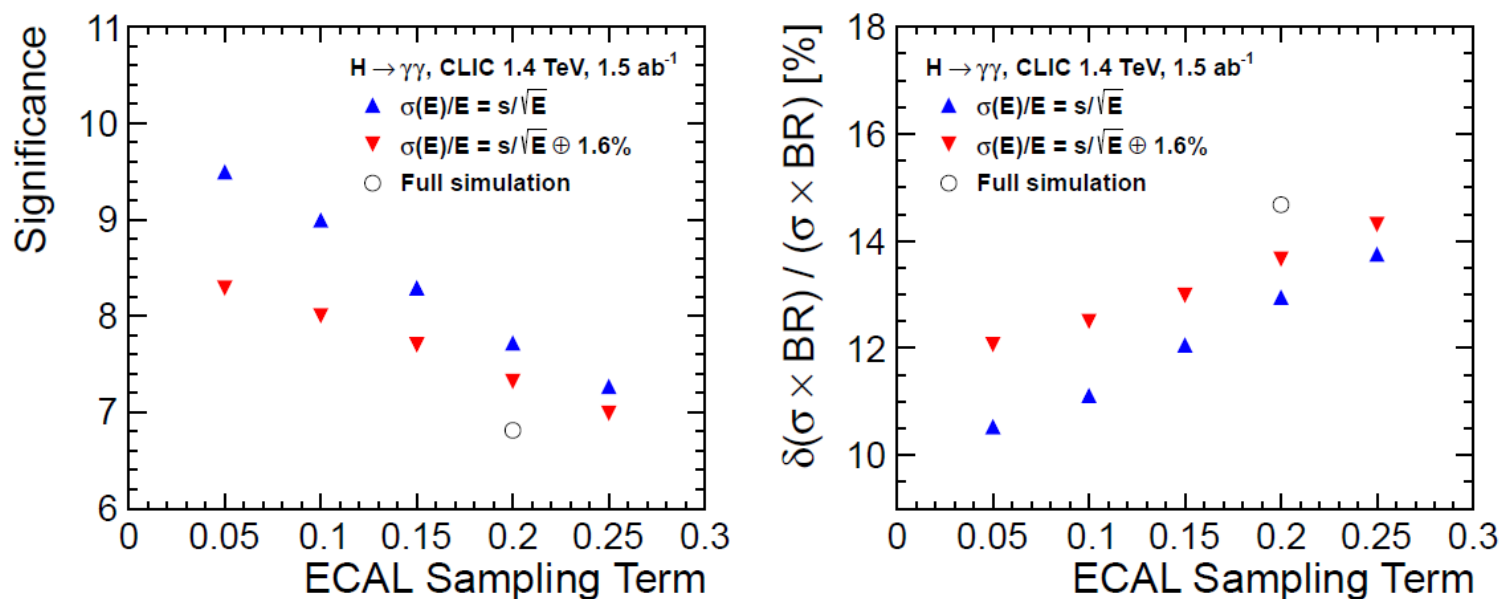 Significance
11
10
9
8
7
6
H → γγ, CLIC 1.4 TeV, 1.5 ab⁻¹
σ(E)/E = s/√E
σ(E)/E = s/√E ⊕ 1.6%
Full simulation
0 0.05 0.1 0.15 0.2 0.25 0.3
ECAL Sampling Term
δ(σ × BR) / (σ × BR) [%]
18
16
14
12
10
H → γγ, CLIC 1.4 TeV, 1.5 ab⁻¹
σ(E)/E = s/√E
σ(E)/E = s/√E ⊕ 1.6%
Full simulation
0 0.05 0.1 0.15 0.2 0.25 0.3
ECAL Sampling Term